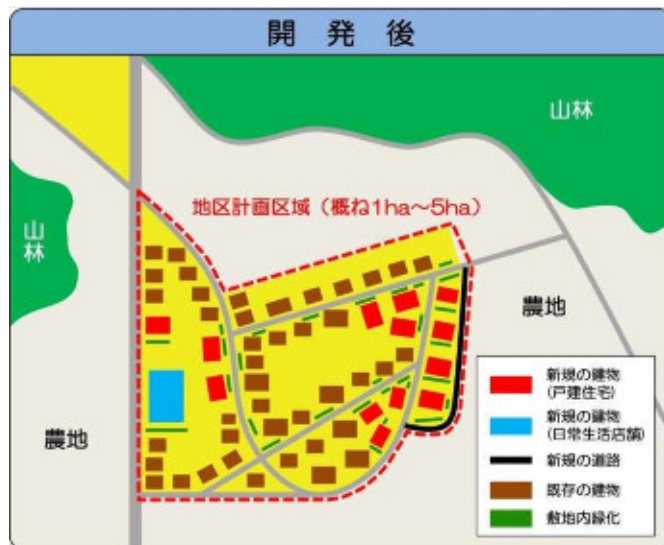 開発後
山林
地区計画区域（概ね1ha～5ha）
山林
農地
農地
新規の建物
(戸建住宅)
新規の建物
(日常生活店舗)
新規の道路
既存の建物
敷地内緑化